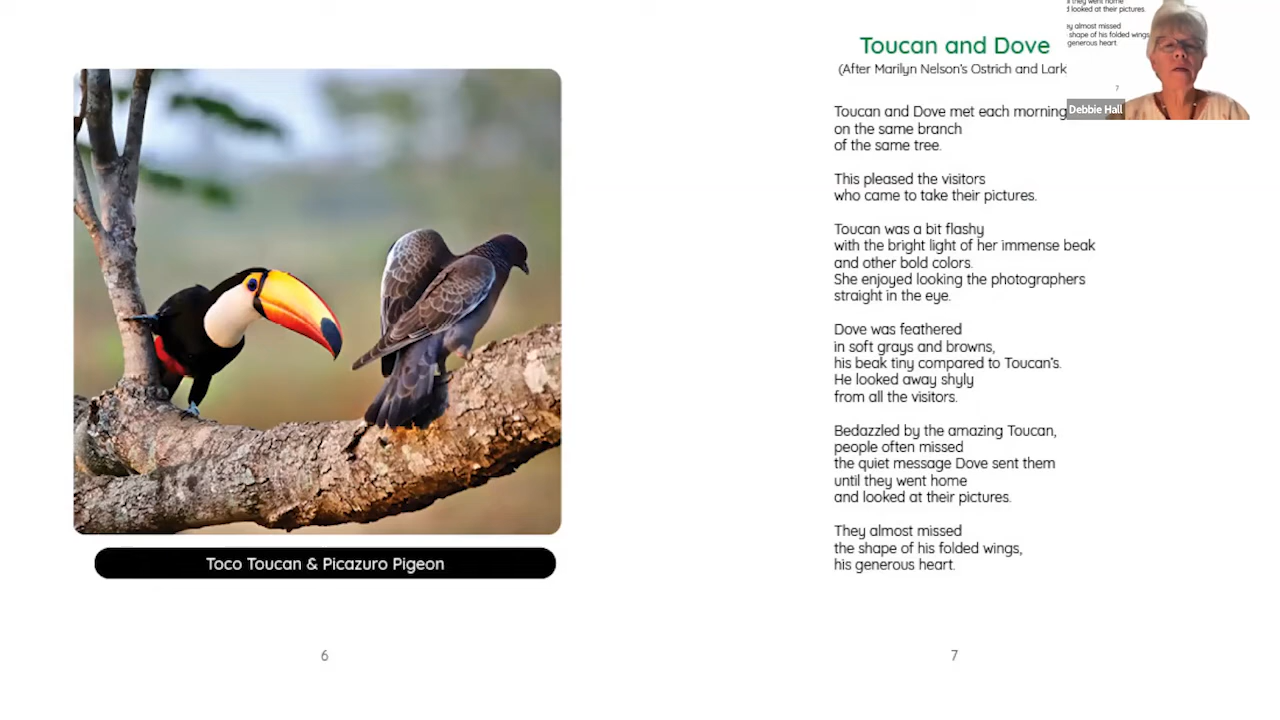 Toco Toucan & Picazuro Pigeon
6
Toucan and Dove
(After Marilyn Nelson's Ostrich and Lark
Toucan and Dove met each morning
on the same branch
of the same tree.
This pleased the visitors
who came to take their pictures.
Toucan was a bit flashy
with the bright light of her immense beak
and other bold colors.
She enjoyed looking the photographers
straight in the eye.
Dove was feathered
in soft grays and browns,
his beak tiny compared to Toucan's.
He looked away shyly
from all the visitors.
Bedazzled by the amazing Toucan,
people often missed
the quiet message Dove sent them
until they went home
and looked at their pictures.
They almost missed
the shape of his folded wings,
his generous heart.
7
they went home
looked at their pictures.
almost missed
shape of his folded wings
generous heart.
7
Debbie Hall